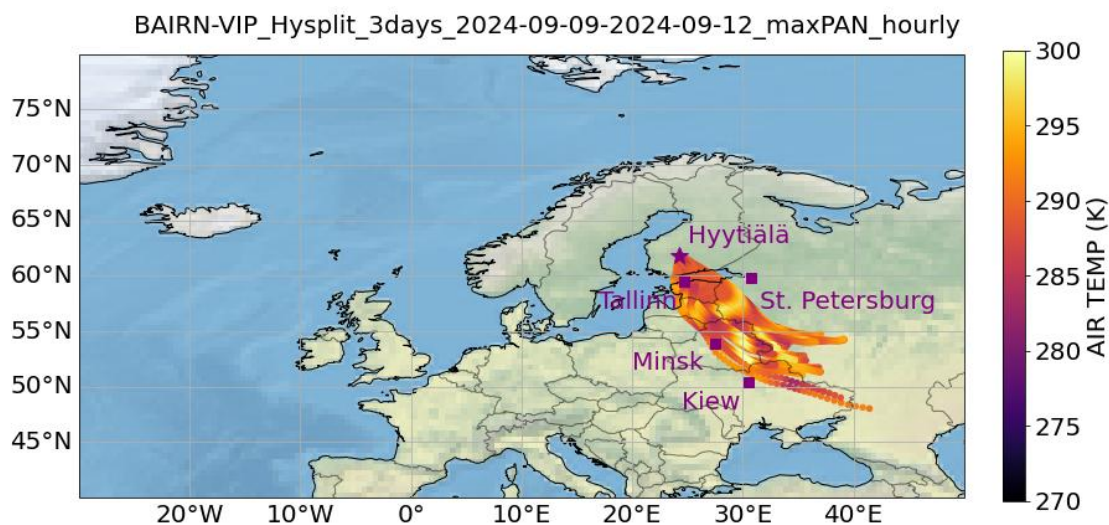 BAIRN-VIP_Hysplit_3days_2024-09-09-2024-09-12_maxPAN_hourly
75°N
70°N
65°N
60°N
55°N
50°N
45°N
20°W
10°W
0°
10°E
20°E
30°E
40°E
Hyytiälä
Tallinn
St. Petersburg
Minsk
Kiew
300
295
290
285
280
275
270
AIR TEMP (K)